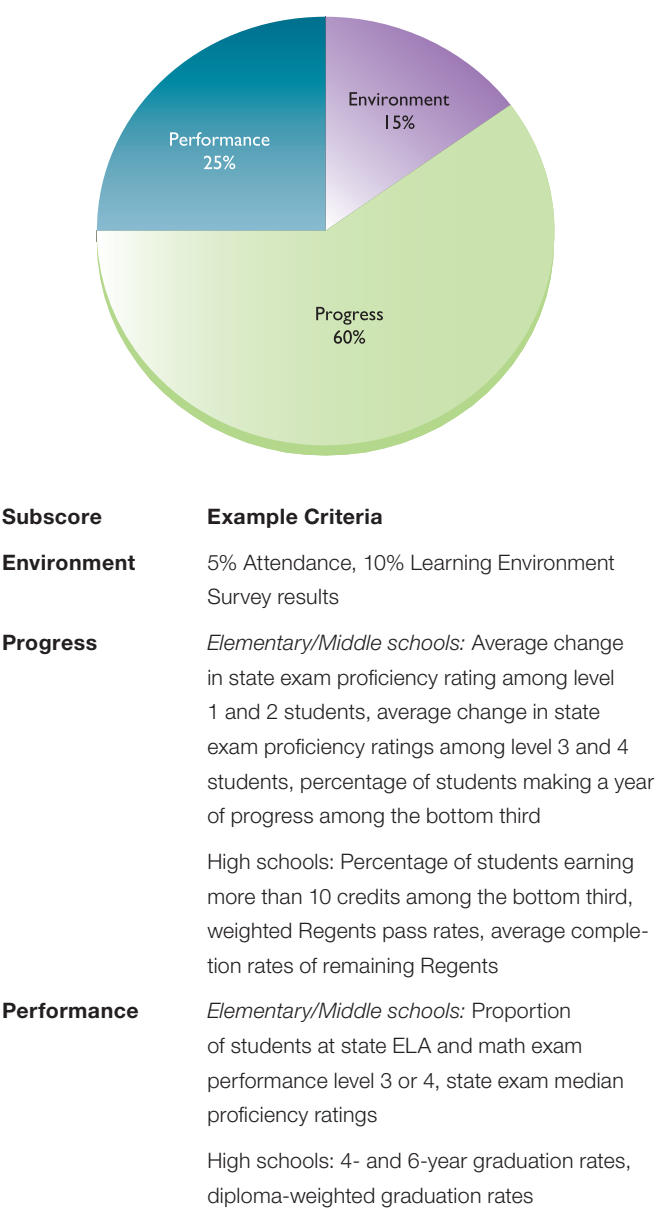 Environment
15%
Performance
25%
Progress
60%
Subscore Example Criteria
Environment 5% Attendance, 10% Learning Environment
Survey results
Progress Elementary/Middle schools: Average change
in state exam proficiency rating among level
1 and 2 students, average change in state
exam proficiency ratings among level 3 and 4
students, percentage of students making a year
of progress among the bottom third
High schools: Percentage of students earning
more than 10 credits among the bottom third,
weighted Regents pass rates, average comple-
tion rates of remaining Regents
Performance Elementary/Middle schools: Proportion
of students at state ELA and math exam
performance level 3 or 4, state exam median
proficiency ratings
High schools: 4- and 6-year graduation rates,
diploma-weighted graduation rates